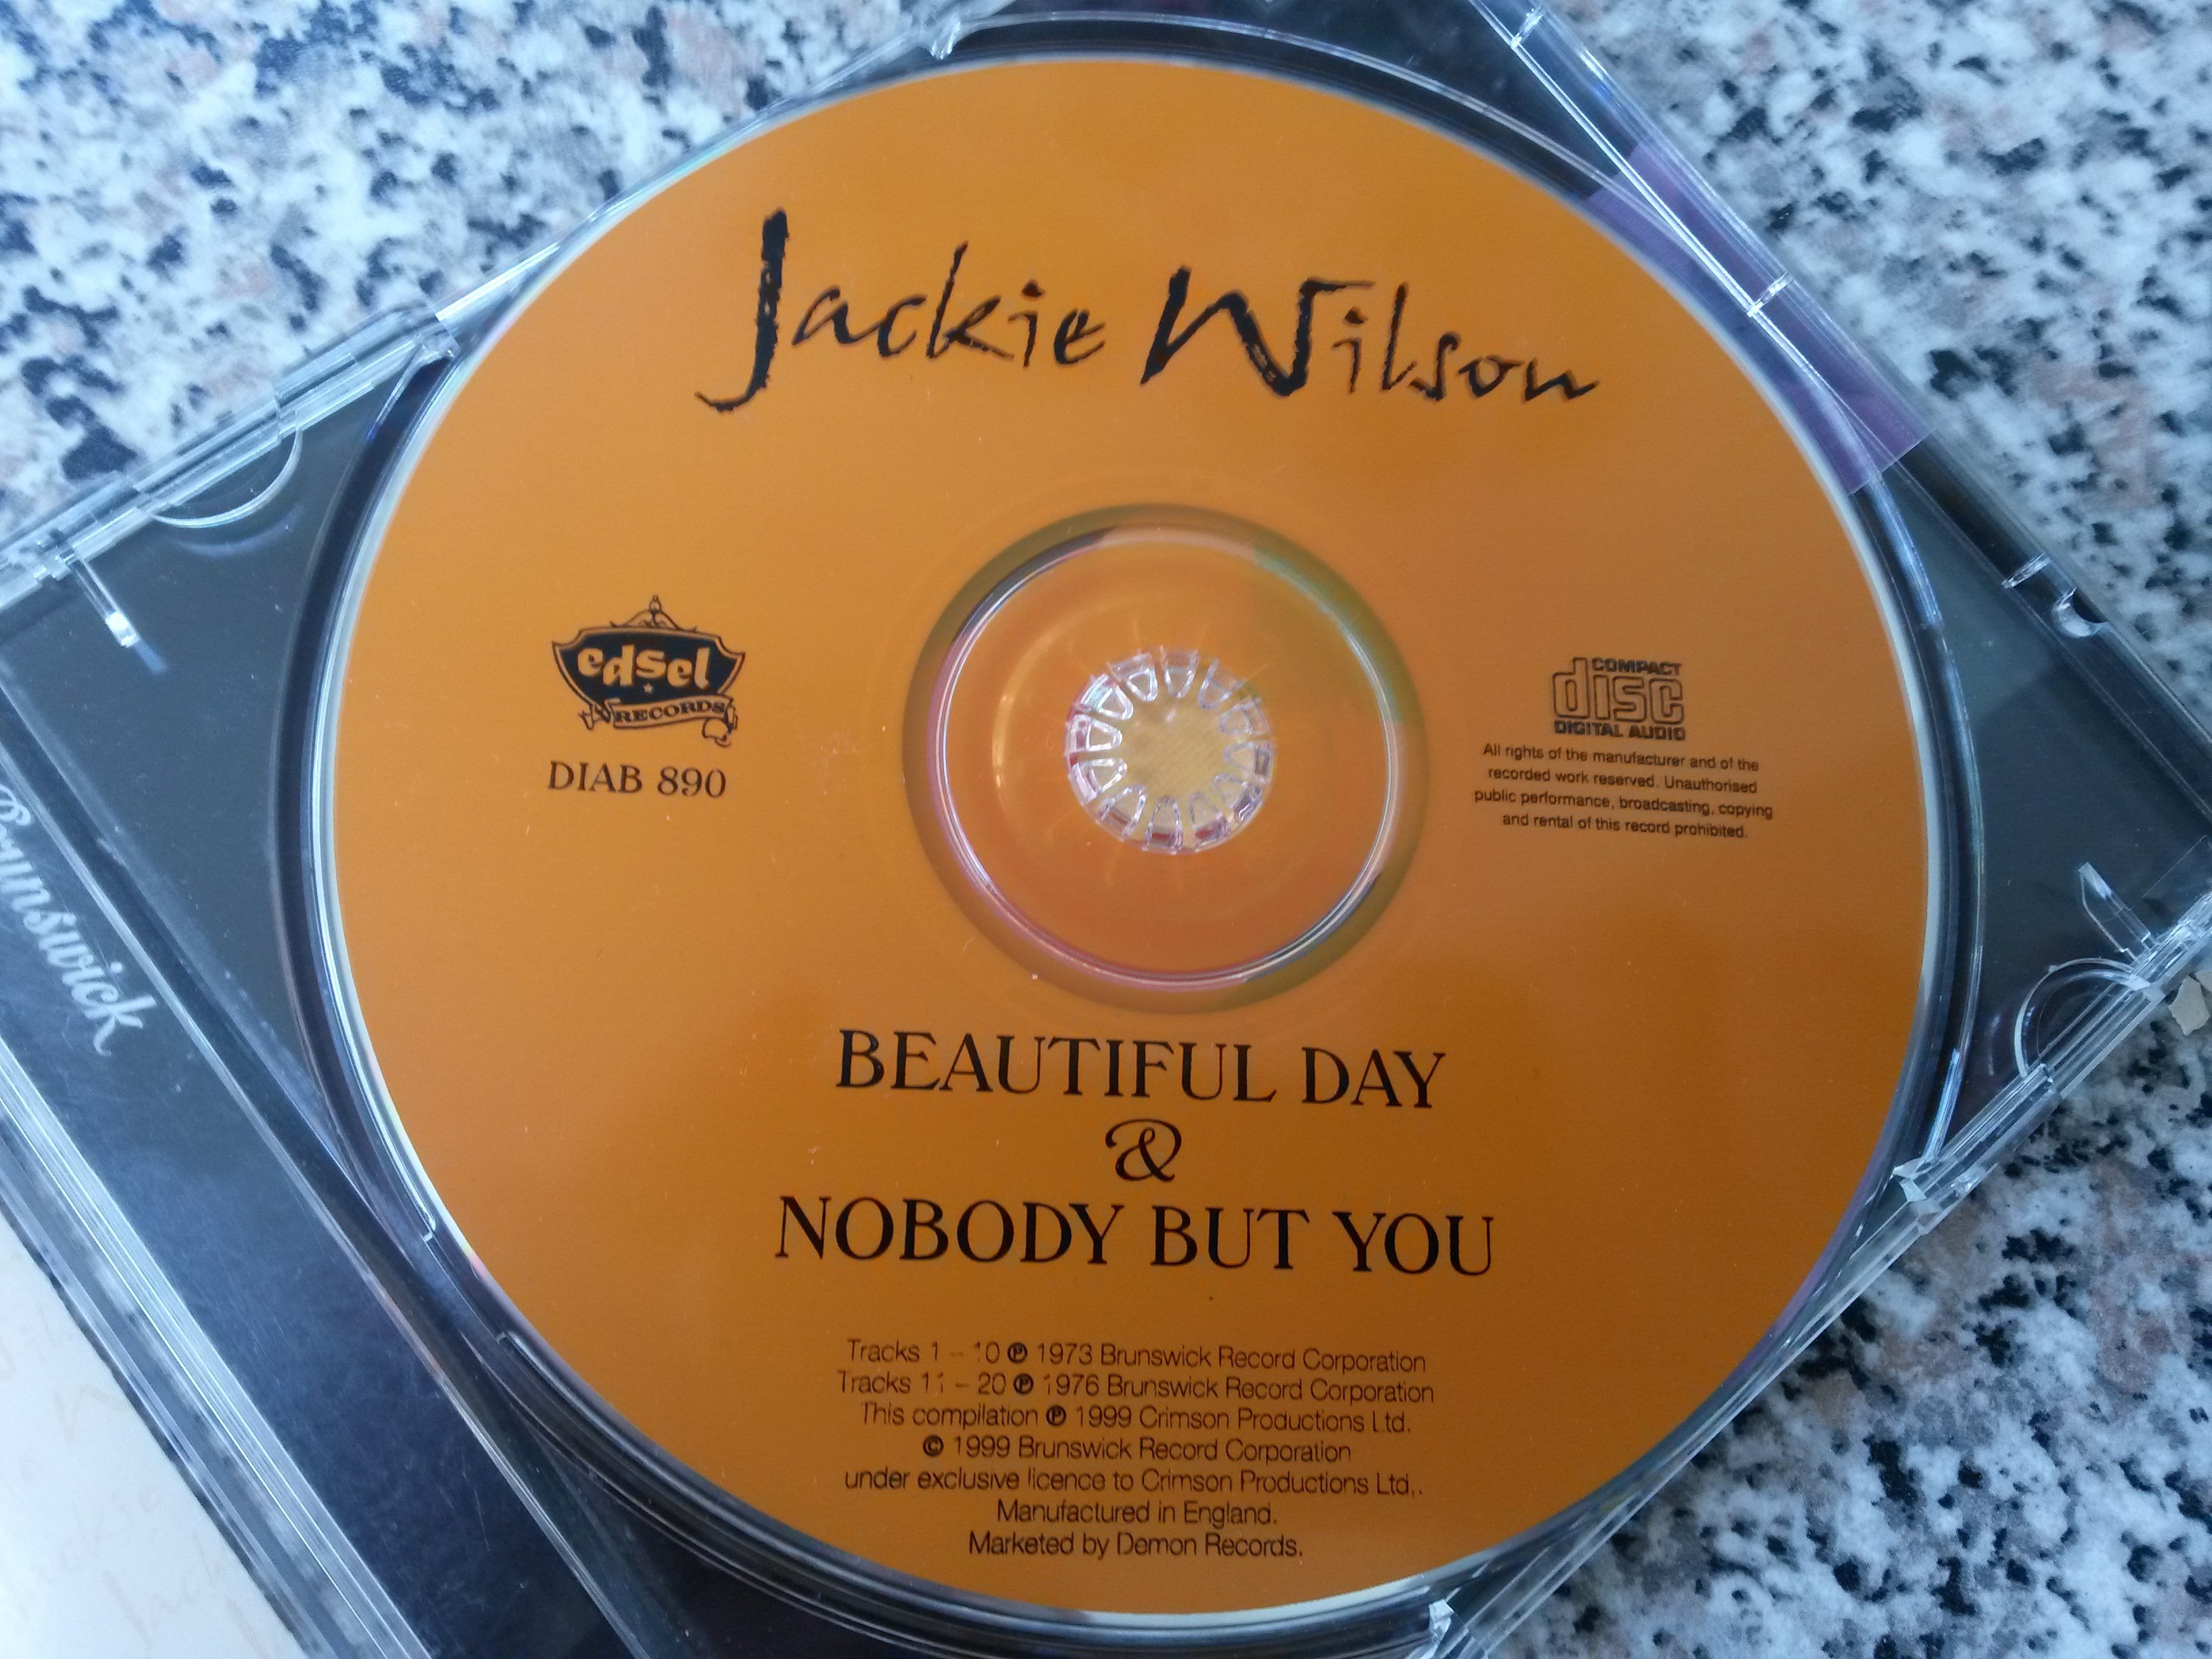 Jackie Wilson
edsel
RECORDS
DIAB 890
COMPACT
disc
DIGITAL AUDIO
All rights of the manufacturer and of the
recorded work reserved. Unauthorised
public performance, broadcasting, copying
and rental of this record prohibited.
Brunswick
BEAUTIFUL DAY
&
NOBODY BUT YOU
Tracks 1 - 10 ℗ 1973 Brunswick Record Corporation
Tracks 11 - 20 ℗ 1976 Brunswick Record Corporation
This compilation ℗ 1999 Crimson Productions Ltd.
© 1999 Brunswick Record Corporation
under exclusive licence to Crimson Productions Ltd,.
Manufactured in England.
Marketed by Demon Records.